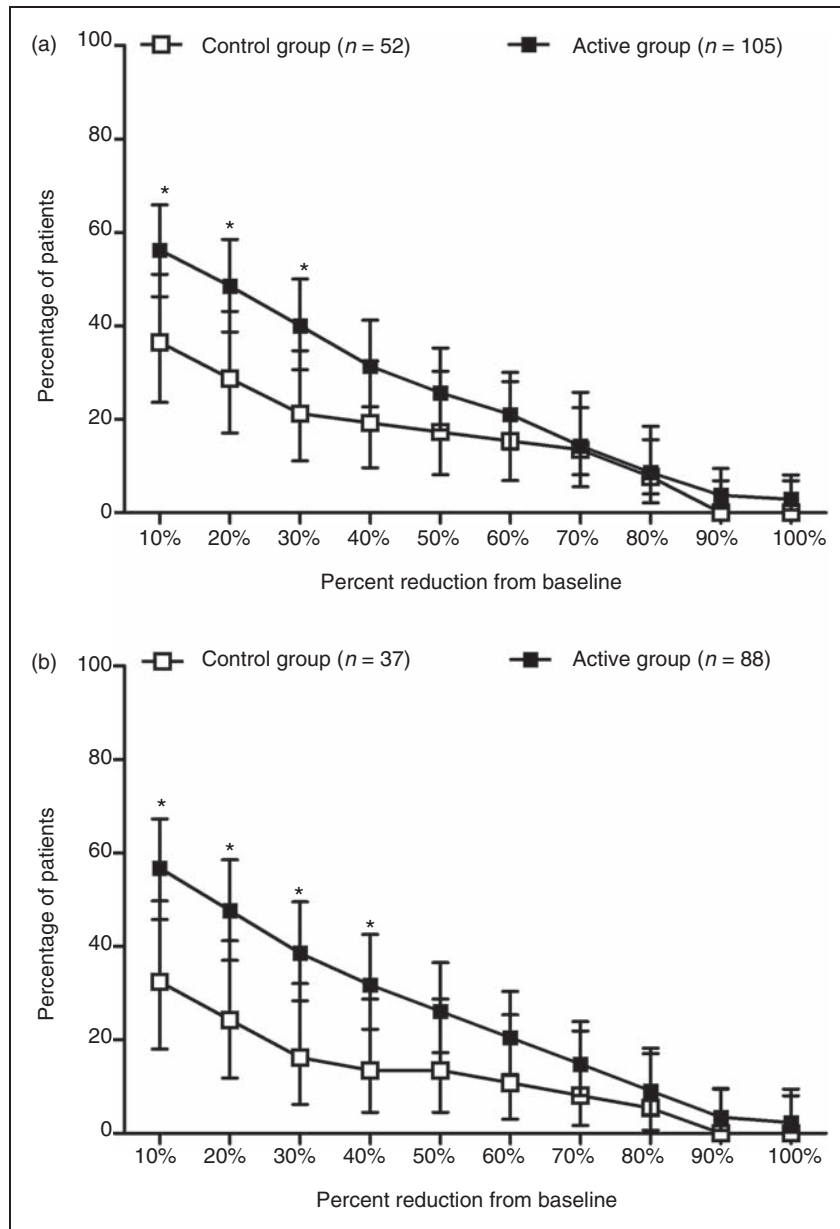 (a)
Control group (n = 52)
Active group (n = 105)
100
80
60
40
20
0
Percentage of patients
*
*
*
10% 20% 30% 40% 50% 60% 70% 80% 90% 100%
Percent reduction from baseline
(b)
Control group (n = 37)
Active group (n = 88)
100
80
60
40
20
0
Percentage of patients
*
*
*
*
10% 20% 30% 40% 50% 60% 70% 80% 90% 100%
Percent reduction from baseline